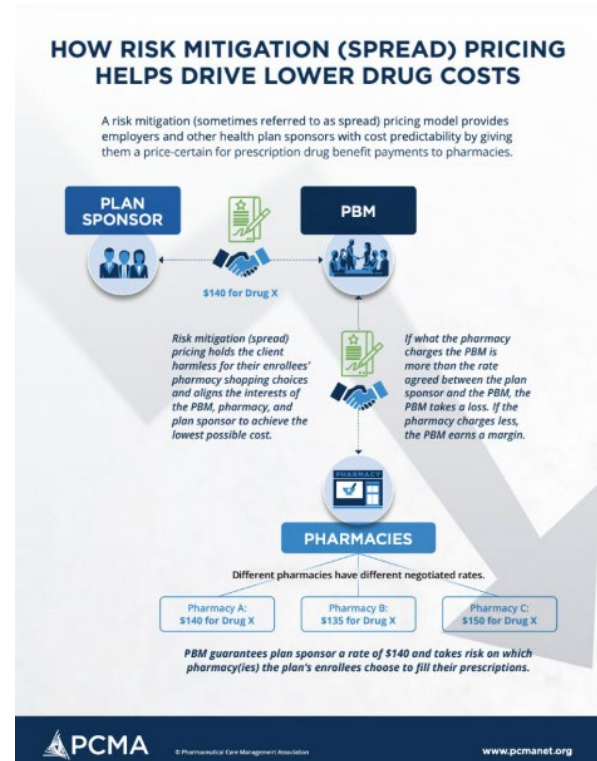 HOW RISK MITIGATION (SPREAD) PRICING
HELPS DRIVE LOWER DRUG COSTS
A risk mitigation (sometimes referred to as spread) pricing model provides
employers and other health plan sponsors with cost predictability by giving
them a price-certain for prescription drug benefit payments to pharmacies.
PLAN
SPONSOR
PBM
$140 for Drug X
Risk mitigation (spread)
pricing holds the client
harmless for their enrollees'
pharmacy shopping choices
and aligns the interests of
the PBM, pharmacy, and
plan sponsor to achieve the
lowest possible cost.
If what the pharmacy
charges the PBM is
more than the rate
agreed between the plan
sponsor and the PBM, the
PBM takes a loss. If the
pharmacy charges less,
the PBM earns a margin.
PHARMACY
PHARMACIES
Different pharmacies have different negotiated rates.
Pharmacy A:
$140 for Drug X
Pharmacy B:
$135 for Drug X
Pharmacy C:
$150 for Drug X
PBM guarantees plan sponsor a rate of $140 and takes risk on which
pharmacy(ies) the plan's enrollees choose to fill their prescriptions.
PCMA
© Pharmaceutical Care Management Association
www.pcmanet.org